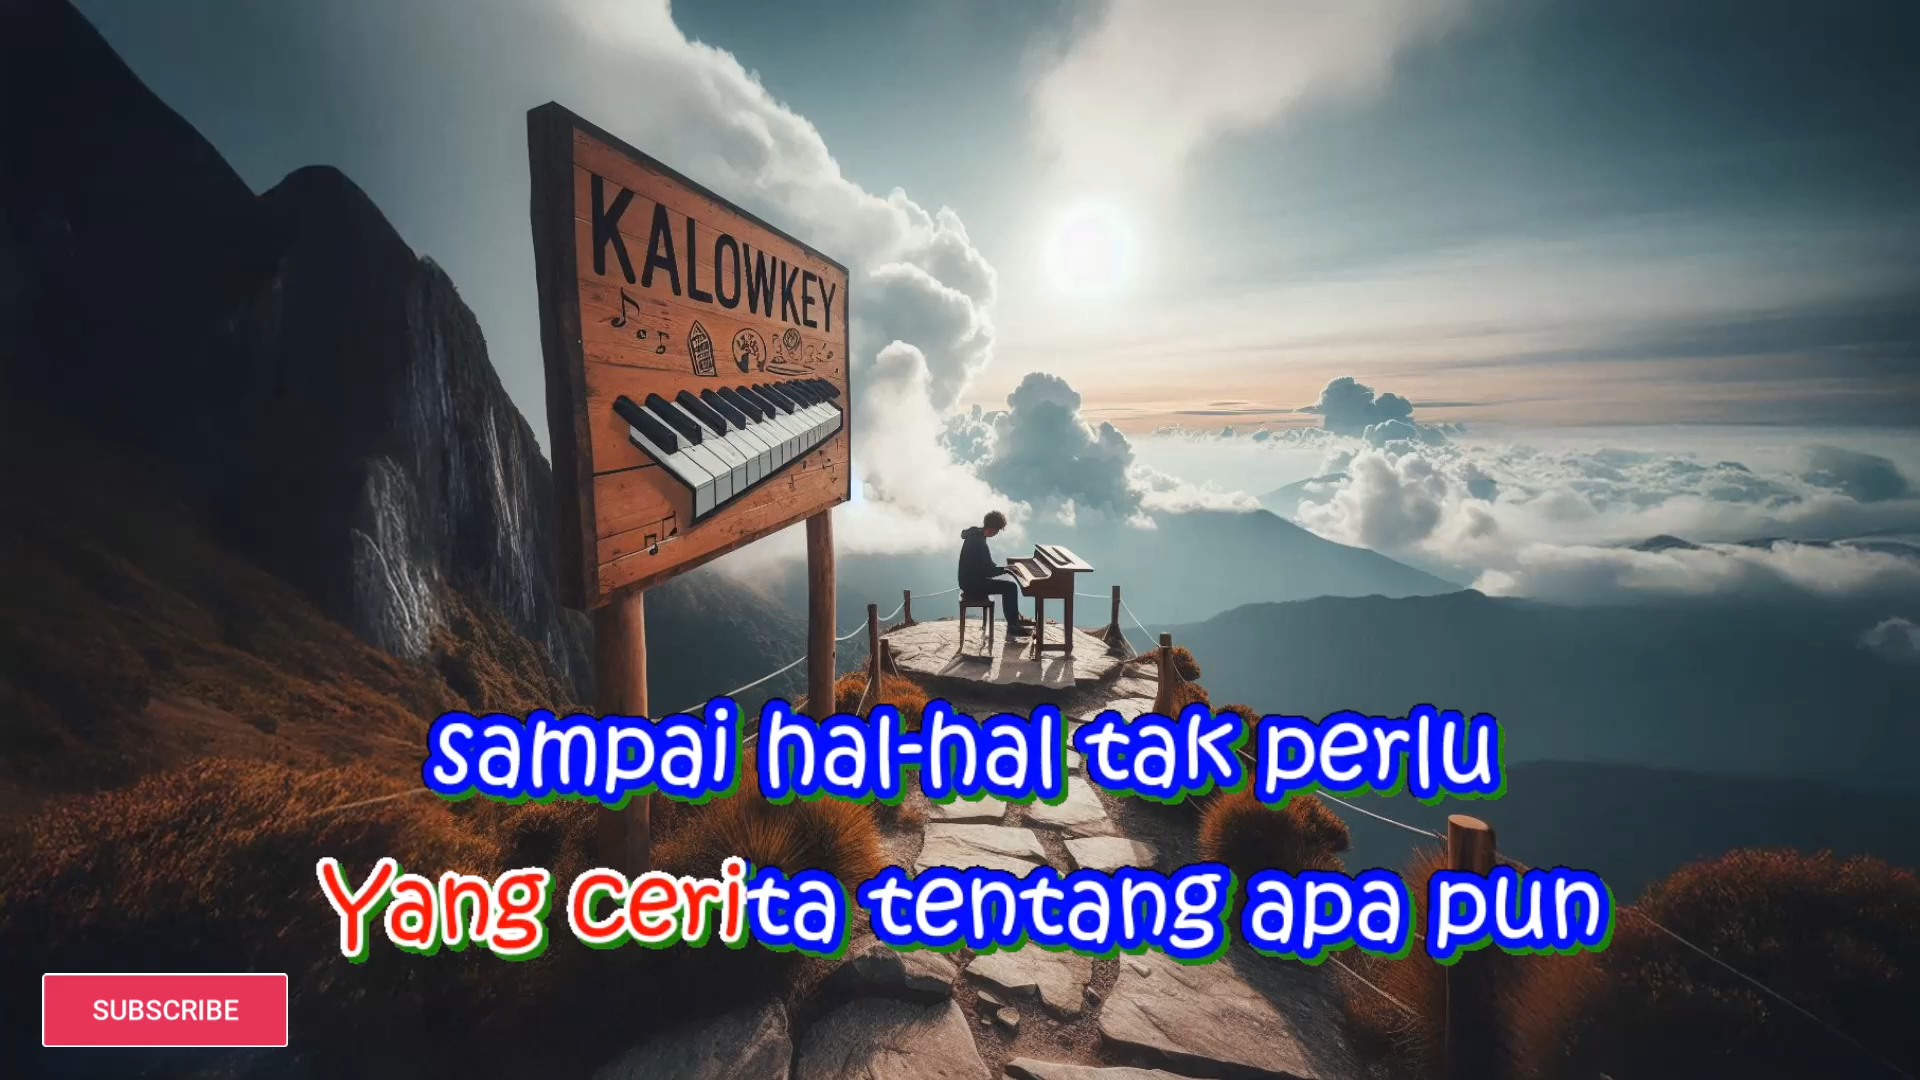 KALOWKEY
sampai hal-hal tak perlu
Yang cerita tentang apa pun
SUBSCRIBE